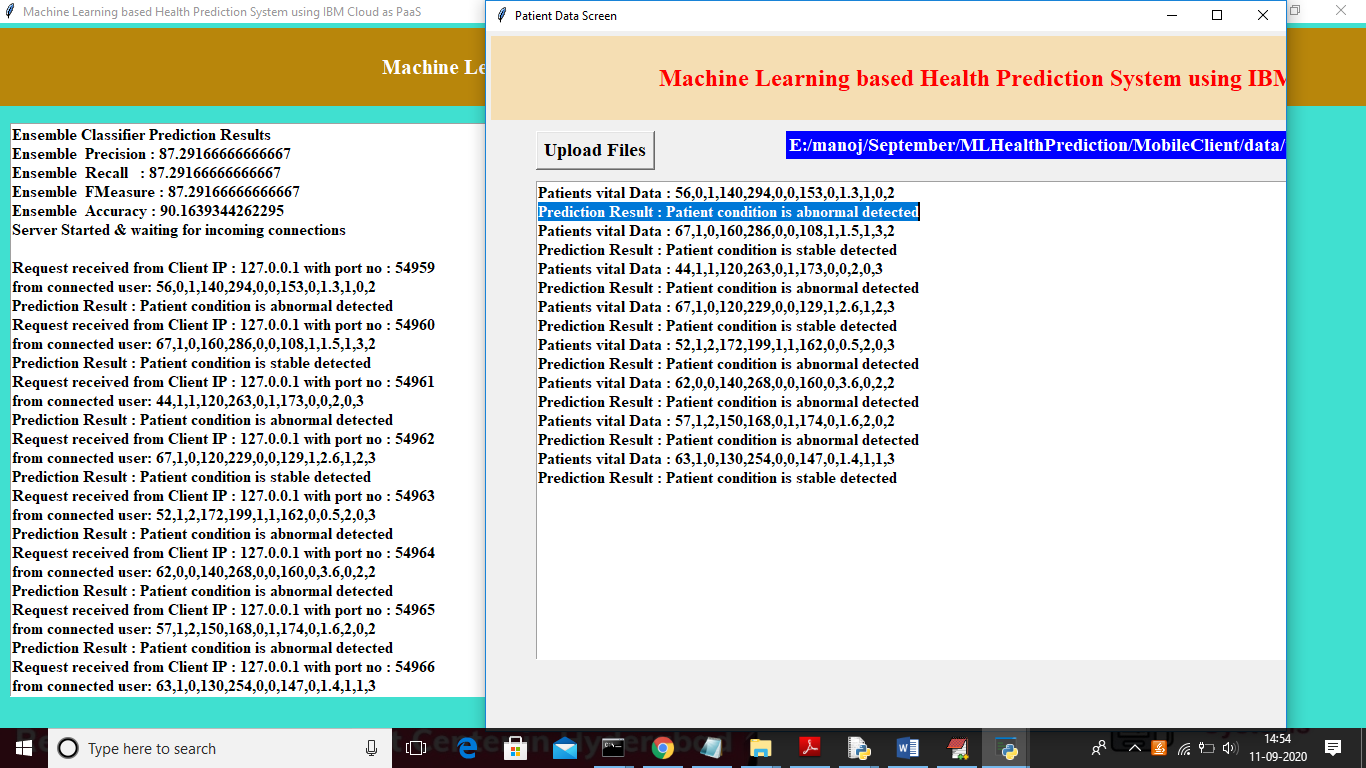 Machine Learning based Health Prediction System using IBM Cloud as PaaS
Machine Le
Ensemble Classifier Prediction Results
Ensemble  Precision : 87.29166666666667
Ensemble  Recall   : 87.29166666666667
Ensemble  FMeasure : 87.29166666666667
Ensemble  Accuracy : 90.1639344262295
Server Started & waiting for incoming connections
Request received from Client IP : 127.0.0.1 with port no : 54959
from connected user: 56,0,1,140,294,0,0,153,0,1.3,1,0,2
Prediction Result : Patient condition is abnormal detected
Request received from Client IP : 127.0.0.1 with port no : 54960
from connected user: 67,1,0,160,286,0,0,108,1,1.5,1,3,2
Prediction Result : Patient condition is stable detected
Request received from Client IP : 127.0.0.1 with port no : 54961
from connected user: 44,1,1,120,263,0,1,173,0,0,2,0,3
Prediction Result : Patient condition is abnormal detected
Request received from Client IP : 127.0.0.1 with port no : 54962
from connected user: 67,1,0,120,229,0,0,129,1,2.6,1,2,3
Prediction Result : Patient condition is stable detected
Request received from Client IP : 127.0.0.1 with port no : 54963
from connected user: 52,1,2,172,199,1,1,162,0,0.5,2,0,3
Prediction Result : Patient condition is abnormal detected
Request received from Client IP : 127.0.0.1 with port no : 54964
from connected user: 62,0,0,140,268,0,0,160,0,3.6,0,2,2
Prediction Result : Patient condition is abnormal detected
Request received from Client IP : 127.0.0.1 with port no : 54965
from connected user: 57,1,2,150,168,0,1,174,0,1.6,2,0,2
Prediction Result : Patient condition is abnormal detected
Request received from Client IP : 127.0.0.1 with port no : 54966
from connected user: 63,1,0,130,254,0,0,147,0,1.4,1,1,3
Patient Data Screen
Machine Learning based Health Prediction System using IBM
Upload Files
E:/manoj/September/MLHealthPrediction/MobileClient/data/
Patients vital Data : 56,0,1,140,294,0,0,153,0,1.3,1,0,2
Prediction Result : Patient condition is abnormal detected
Patients vital Data : 67,1,0,160,286,0,0,108,1,1.5,1,3,2
Prediction Result : Patient condition is stable detected
Patients vital Data : 44,1,1,120,263,0,1,173,0,0,2,0,3
Prediction Result : Patient condition is abnormal detected
Patients vital Data : 67,1,0,120,229,0,0,129,1,2.6,1,2,3
Prediction Result : Patient condition is stable detected
Patients vital Data : 52,1,2,172,199,1,1,162,0,0.5,2,0,3
Prediction Result : Patient condition is abnormal detected
Patients vital Data : 62,0,0,140,268,0,0,160,0,3.6,0,2,2
Prediction Result : Patient condition is abnormal detected
Patients vital Data : 57,1,2,150,168,0,1,174,0,1.6,2,0,2
Prediction Result : Patient condition is abnormal detected
Patients vital Data : 63,1,0,130,254,0,0,147,0,1.4,1,1,3
Prediction Result : Patient condition is stable detected
Type here to search
14:54
11-09-2020